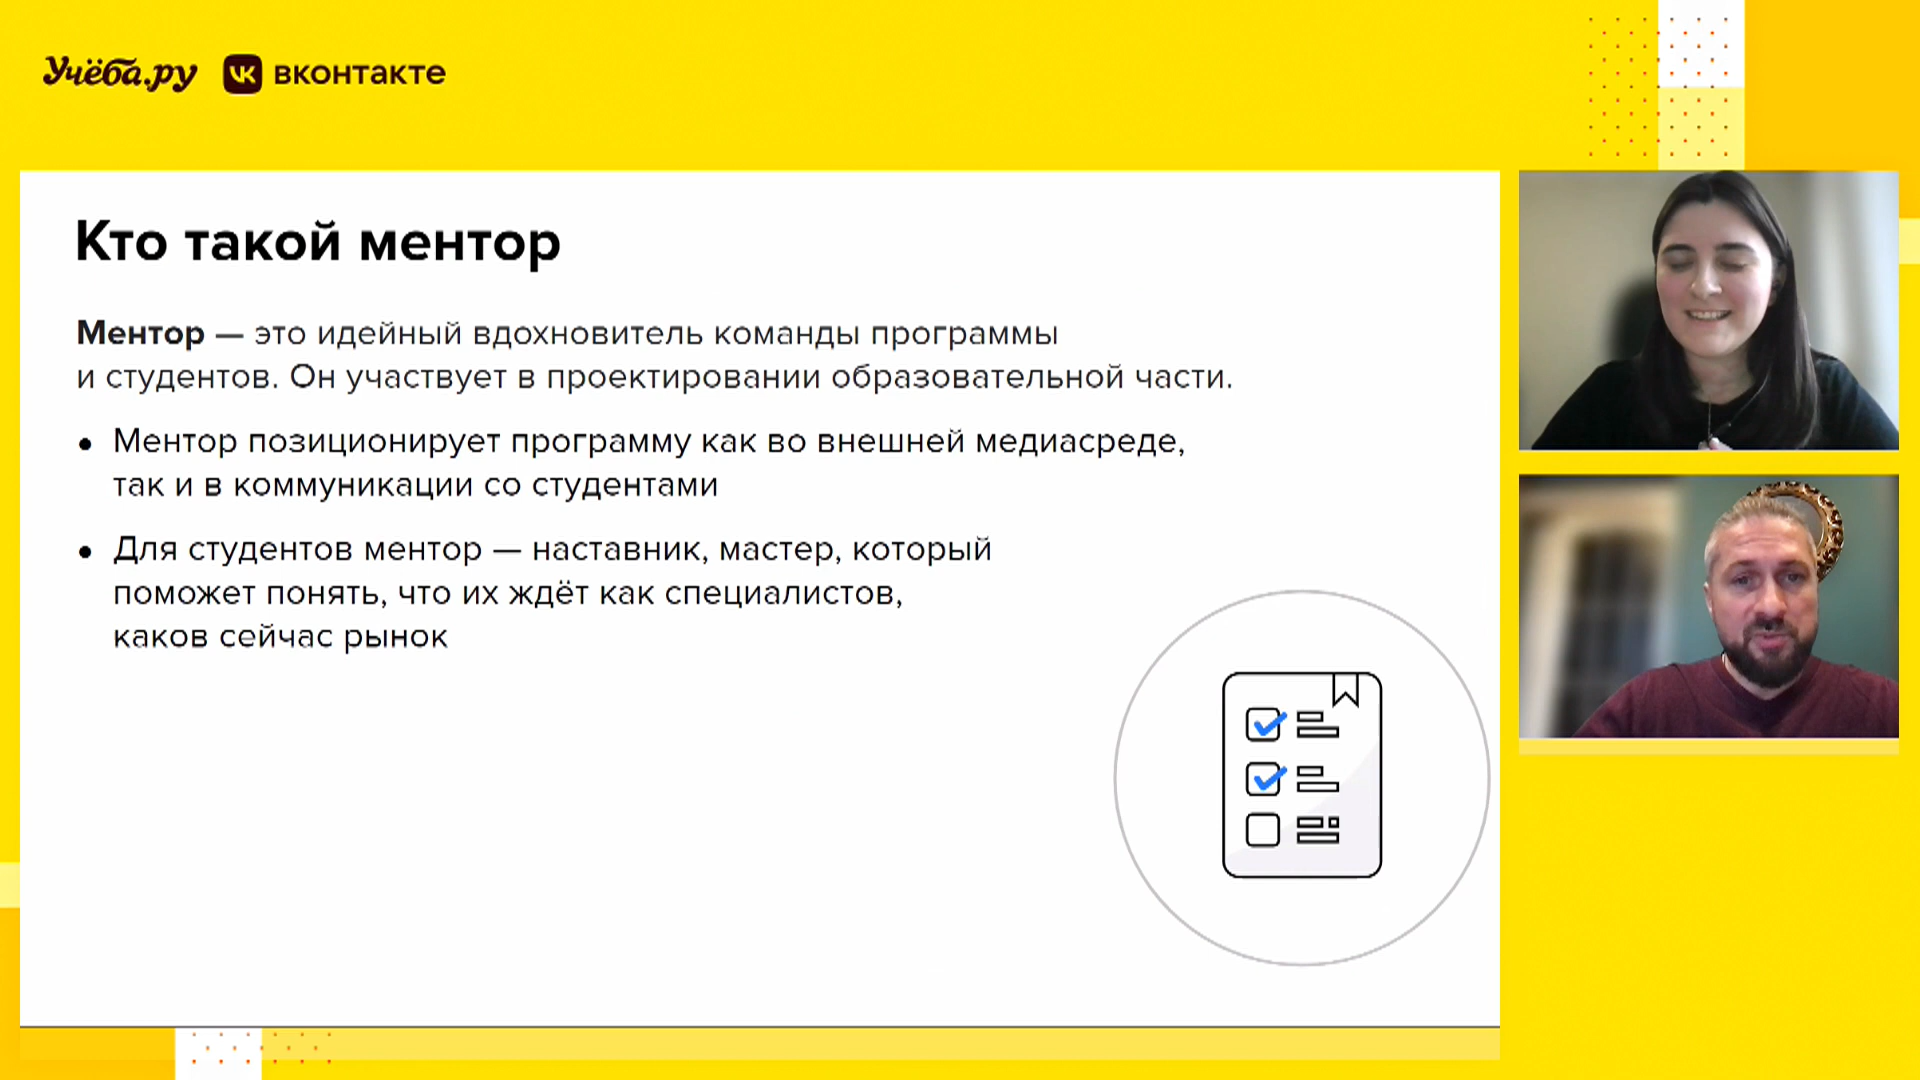 Учёба.ру вконтакте
Кто такой ментор
Ментор — это идейный вдохновитель команды программы
и студентов. Он участвует в проектировании образовательной части.
• Ментор позиционирует программу как во внешней медиасреде,
так и в коммуникации со студентами
• Для студентов ментор — наставник, мастер, который
поможет понять, что их ждёт как специалистов,
каков сейчас рынок